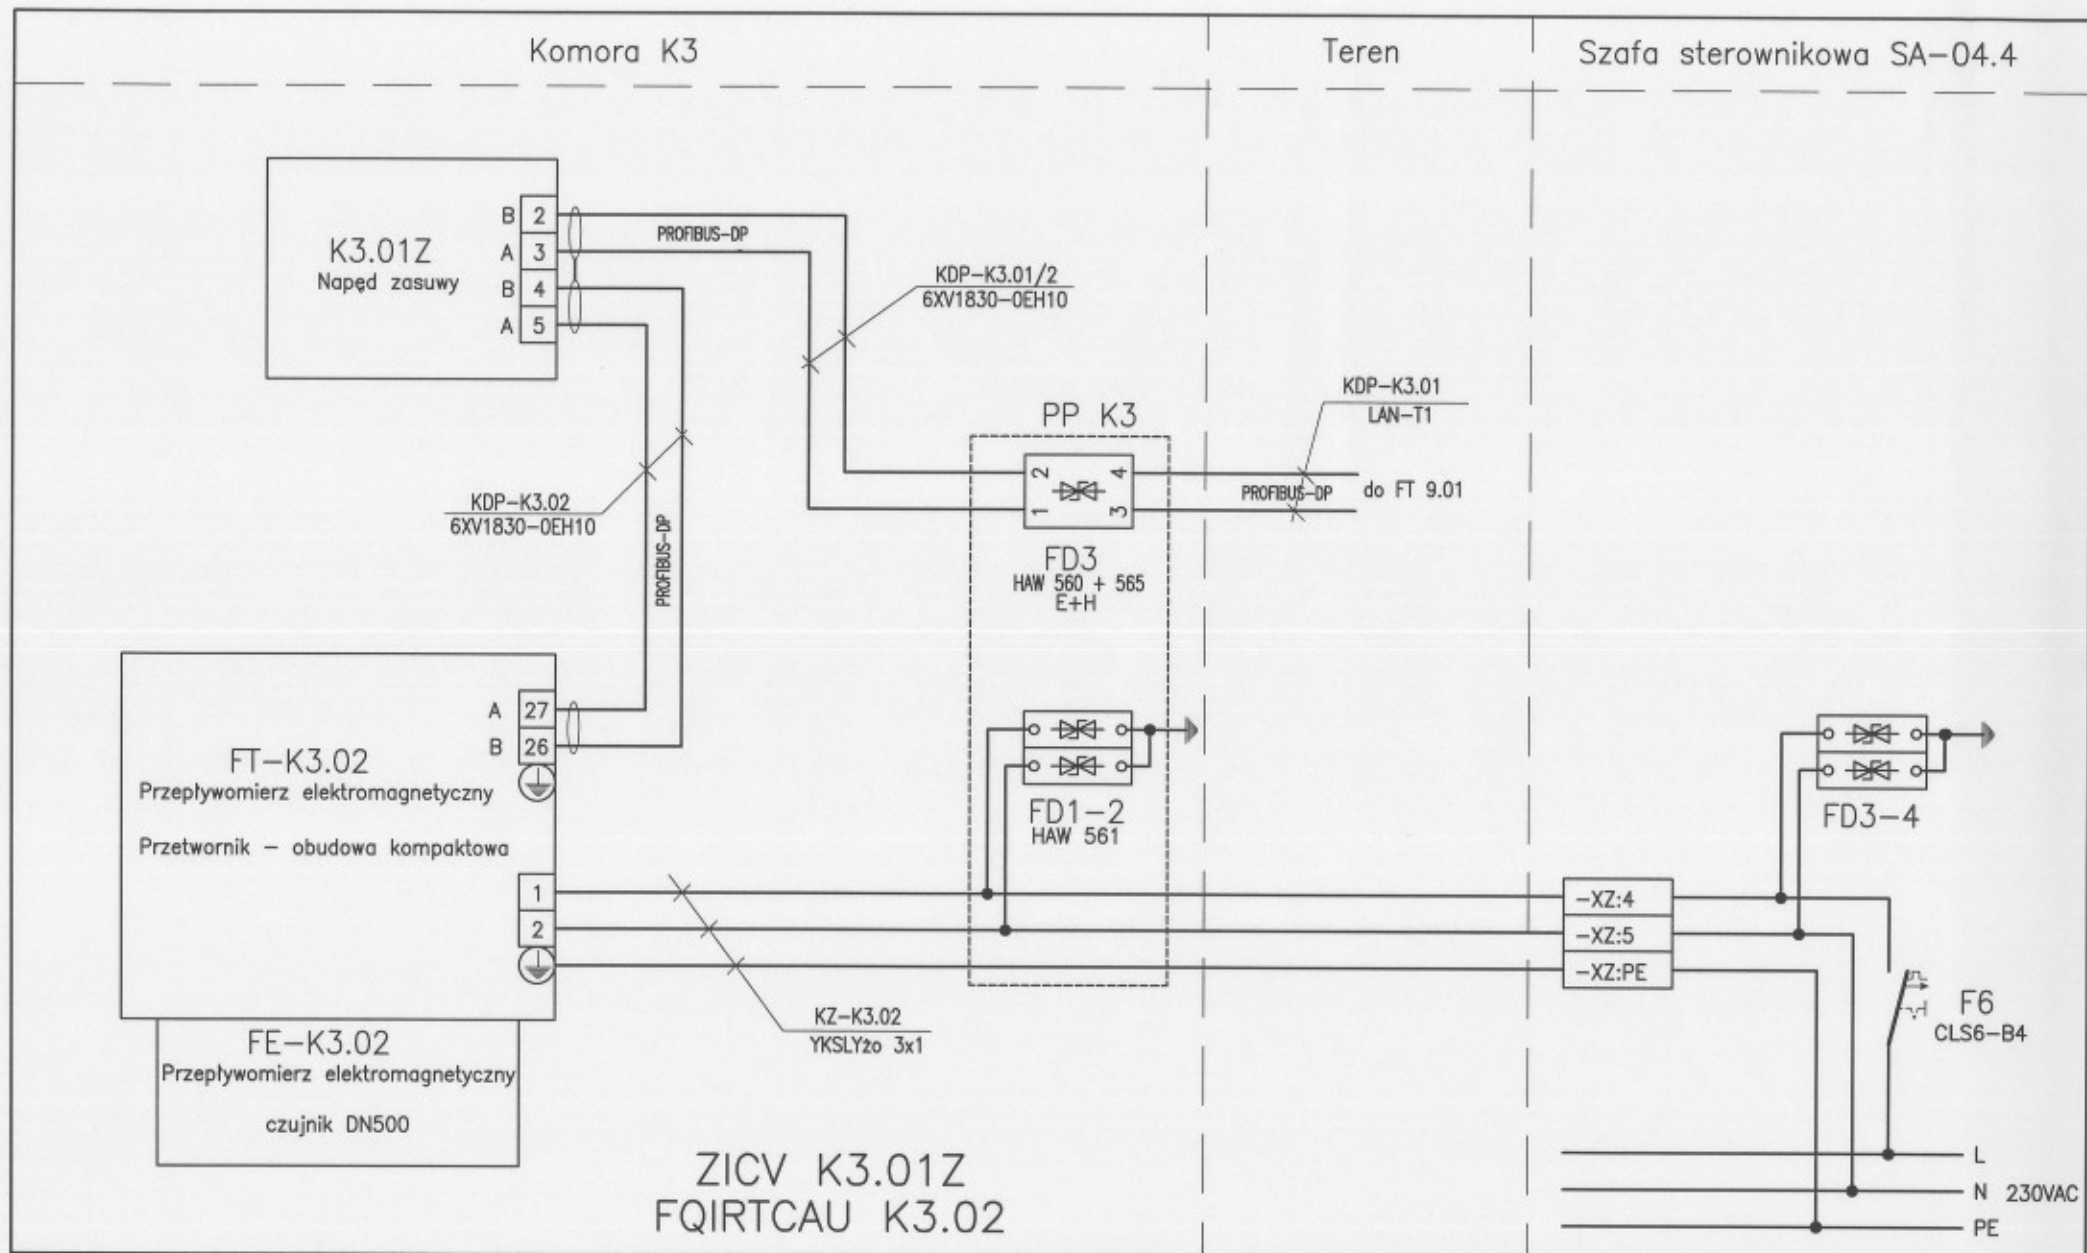 Komora K3
Teren
Szafa sterownikowa SA-04.4
K3.01Z
Napęd zasuwy
B 2
A 3
B 4
A 5
PROFIBUS-DP
KDP-K3.01/2
6XV1830-0EH10
KDP-K3.02
6XV1830-0EH10
PROFIBUS-DP
PP K3
2 4
1 3
FD3
HAW 560 + 565
E+H
KDP-K3.01
LAN-T1
PROFIBUS-DP
do FT 9.01
A 27
B 26
FT-K3.02
Przepływomierz elektromagnetyczny
Przetwornik - obudowa kompaktowa
1
2
FD1-2
HAW 561
FD3-4
-XZ:4
-XZ:5
-XZ:PE
KZ-K3.02
YKSLYżo 3x1
F6
CLS6-B4
FE-K3.02
Przepływomierz elektromagnetyczny
czujnik DN500
ZICV K3.01Z
FQIRTCAU K3.02
L
N 230VAC
PE